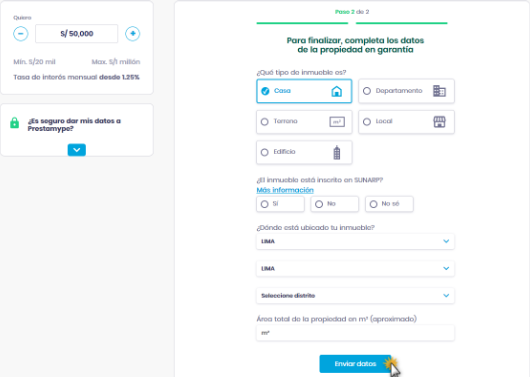 Quiero
S/ 50,000
Mín. S/20 mil
Max. S/1 millón
Tasa de interés mensual desde 1.25%
¿Es seguro dar mis datos a
Prestamype?
Paso 2 de 2
Para finalizar, completa los datos
de la propiedad en garantía
¿Qué tipo de inmueble es?
Casa
Departamento
Terreno
m²
Local
Edificio
¿El inmueble está inscrito en SUNARP?
Más información
Sí
No
No sé
¿Dónde está ubicado tu inmueble?
LIMA
LIMA
Seleccione distrito
Área total de la propiedad en m² (aproximado)
m²
Enviar datos